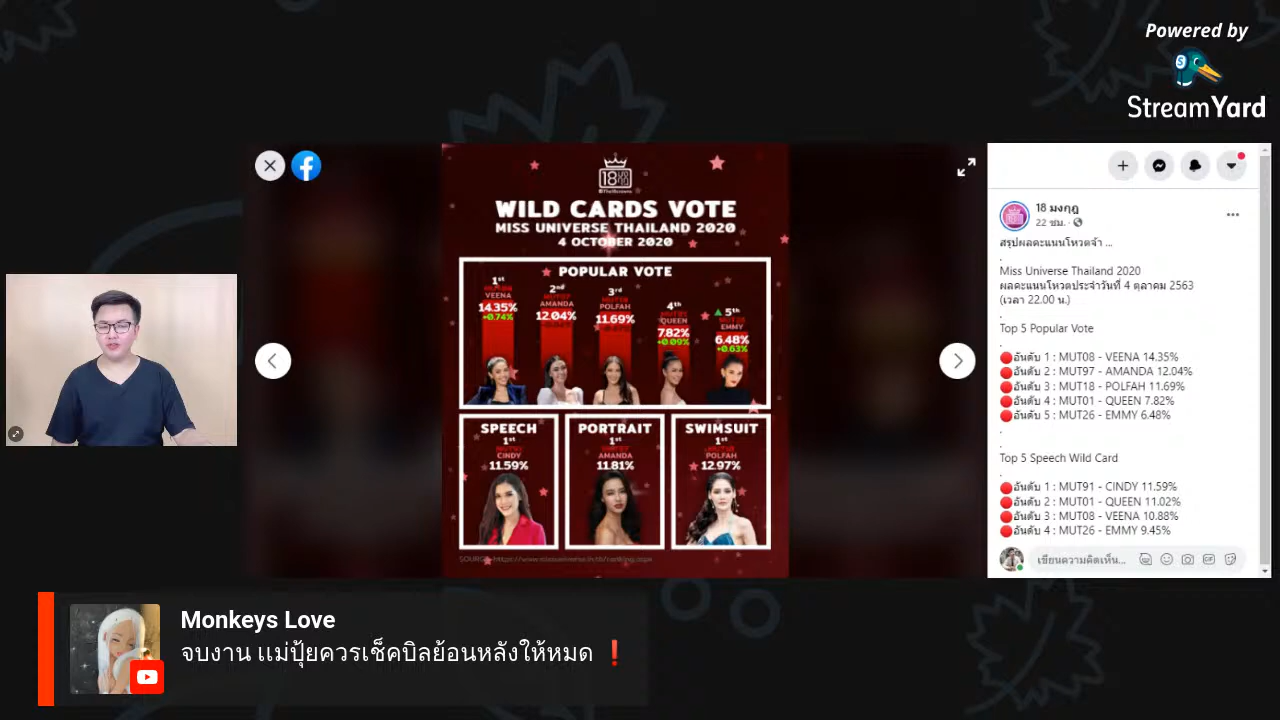 Powered by
StreamYard
18 มงกุฎ
WILD CARDS VOTE
MISS UNIVERSE THAILAND 2020
4 OCTOBER 2020
POPULAR VOTE
1st
MUT08
VEENA
14.35%
+0.74%
2nd
MUT97
AMANDA
12.04%
3rd
MUT18
POLFAH
11.69%
4th
MUT01
QUEEN
7.82%
+0.09%
5th
MUT26
EMMY
6.48%
+0.63%
SPEECH
1st
MUT91
CINDY
11.59%
PORTRAIT
1st
MUT97
AMANDA
11.81%
SWIMSUIT
1st
MUT18
POLFAH
12.97%
18 มงกุฎ
22 ชม. ·
สรุปผลคะแนนโหวตจ้า ...
.
Miss Universe Thailand 2020
ผลคะแนนโหวตประจำวันที่ 4 ตุลาคม 2563
(เวลา 22.00 น.)
.
Top 5 Popular Vote
.
🔴อันดับ 1 : MUT08 - VEENA 14.35%
🔴อันดับ 2 : MUT97 - AMANDA 12.04%
🔴อันดับ 3 : MUT18 - POLFAH 11.69%
🔴อันดับ 4 : MUT01 - QUEEN 7.82%
🔴อันดับ 5 : MUT26 - EMMY 6.48%
.
Top 5 Speech Wild Card
.
🔴อันดับ 1 : MUT91 - CINDY 11.59%
🔴อันดับ 2 : MUT01 - QUEEN 11.02%
🔴อันดับ 3 : MUT08 - VEENA 10.88%
🔴อันดับ 4 : MUT26 - EMMY 9.45%
เขียนความคิดเห็น...
Monkeys Love
จบงาน แม่ปุ้ยควรเช็คบิลย้อนหลังให้หมด ❗